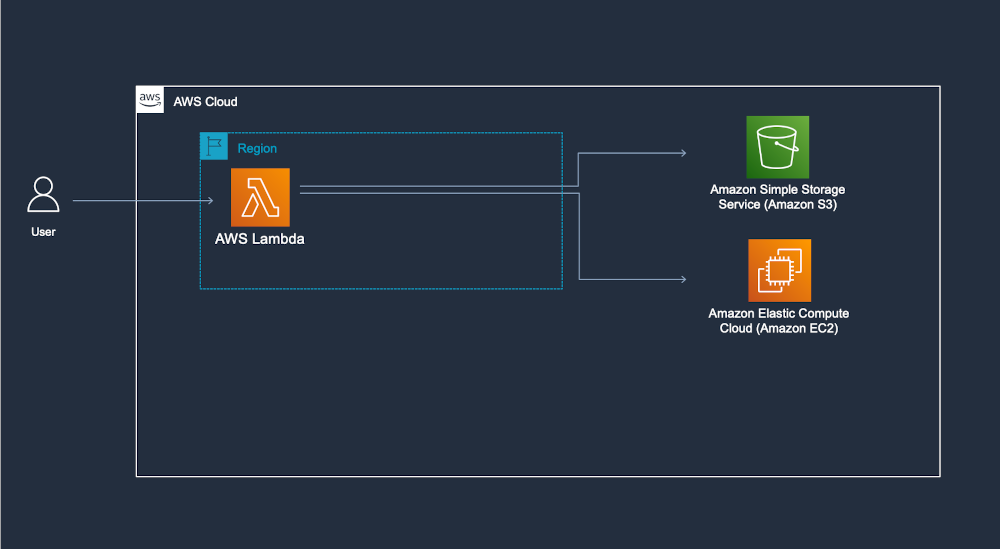 aws
AWS Cloud
Region
AWS Lambda
User
Amazon Simple Storage
Service (Amazon S3)
Amazon Elastic Compute
Cloud (Amazon EC2)